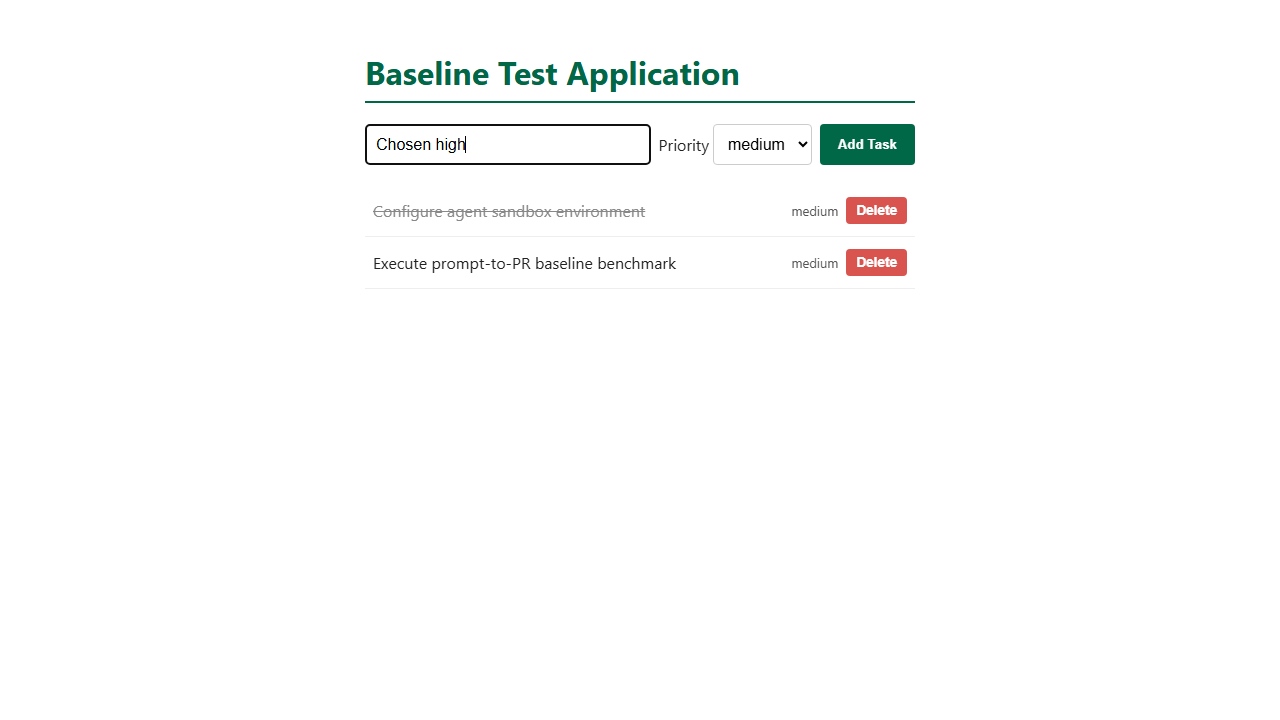 Baseline Test Application
Chosen high Priority medium Add Task
Configure agent sandbox environment medium Delete
Execute prompt-to-PR baseline benchmark medium Delete